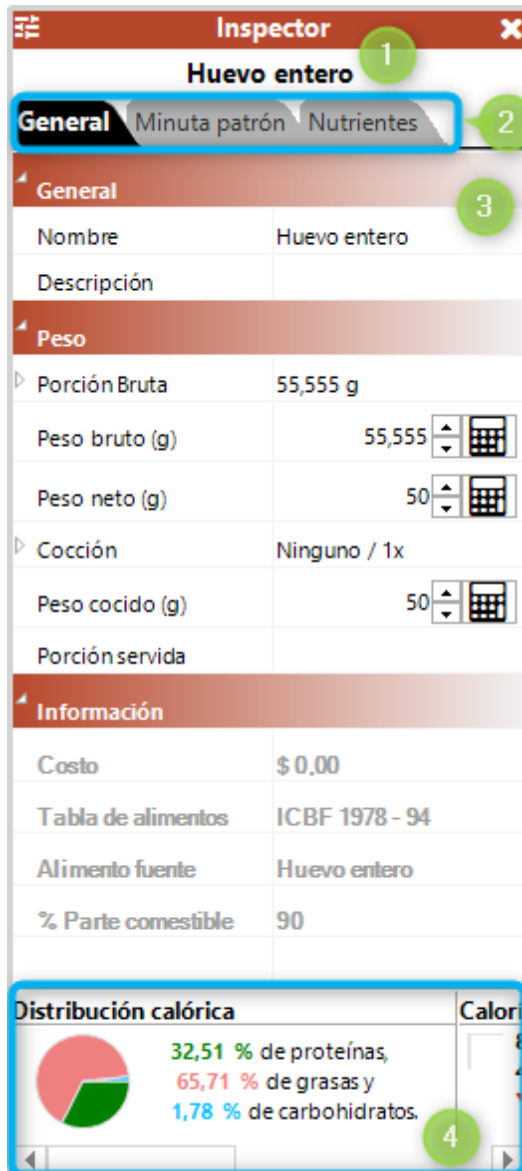 Inspector
1
Huevo entero
General Minuta patrón Nutrientes
2
General
3
Nombre Huevo entero
Descripción
Peso
Porción Bruta 55,555 g
Peso bruto (g) 55,555
Peso neto (g) 50
Cocción Ninguno / 1x
Peso cocido (g) 50
Porción servida
Información
Costo $ 0,00
Tabla de alimentos ICBF 1978 - 94
Alimento fuente Huevo entero
% Parte comestible 90
Distribución calórica Calorí
32,51 % de proteínas,
65,71 % de grasas y
1,78 % de carbohidratos.
4